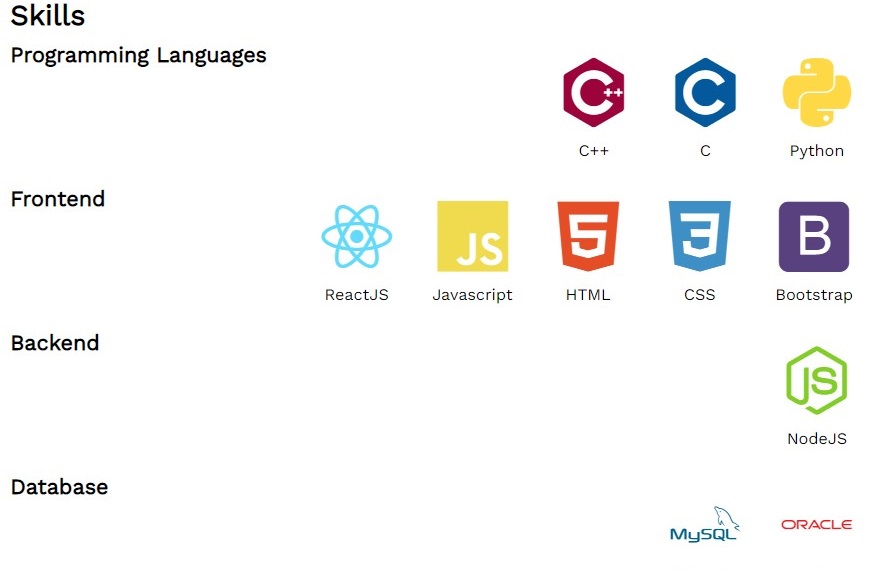 Skills
Programming Languages
C++ C Python
C++ C Python
Frontend
JS 5 3 B
ReactJS Javascript HTML CSS Bootstrap
Backend
JS
NodeJS
Database
MySQL ORACLE